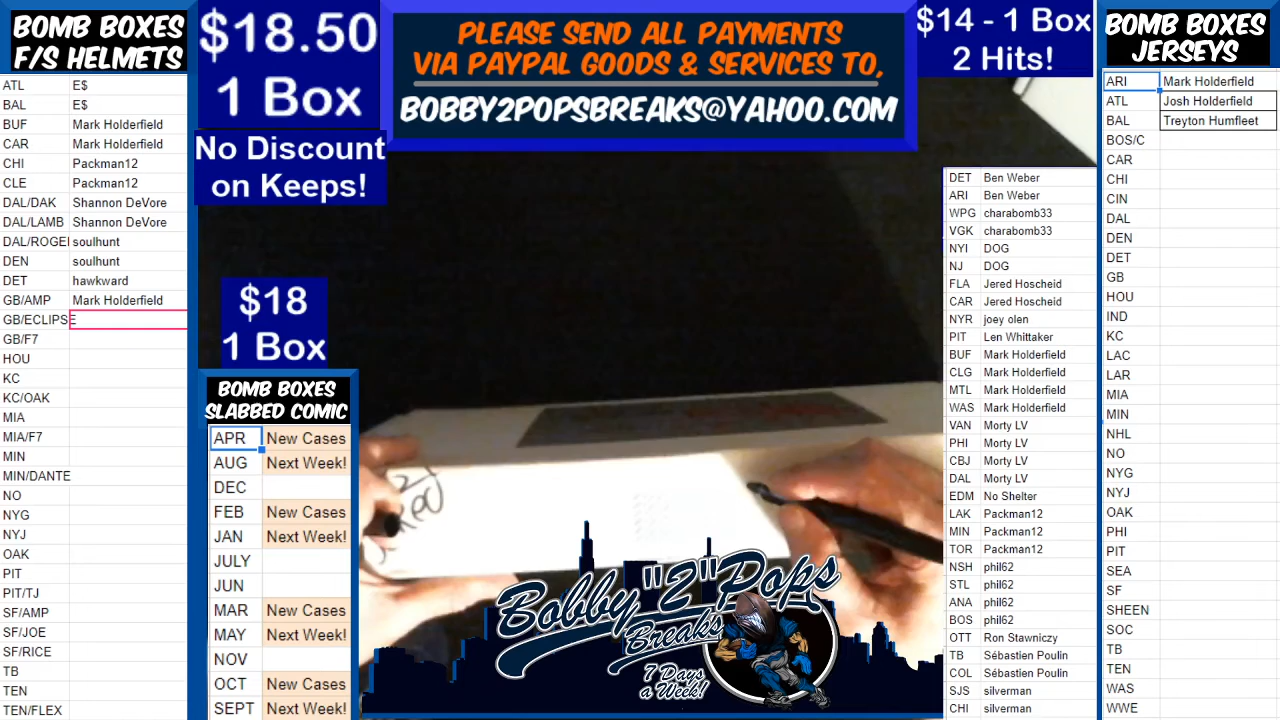 BOMB BOXES
F/S HELMETS
ATL E$
BAL E$
BUF Mark Holderfield
CAR Mark Holderfield
CHI Packman12
CLE Packman12
DAL/DAK Shannon DeVore
DAL/LAMB Shannon DeVore
DAL/ROGE soulhunt
DEN soulhunt
DET hawkward
GB/AMP Mark Holderfield
GB/ECLIPSE
GB/F7
HOU
KC
KC/OAK
MIA
MIA/F7
MIN
MIN/DANTE
NO
NYG
NYJ
OAK
PIT
PIT/TJ
SF/AMP
SF/JOE
SF/RICE
TB
TEN
TEN/FLEX
$18.50
1 Box
No Discount
on Keeps!
$18
1 Box
BOMB BOXES
SLABBED COMIC
APR New Cases
AUG Next Week!
DEC
FEB New Cases
JAN Next Week!
JULY
JUN
MAR New Cases
MAY Next Week!
NOV
OCT New Cases
SEPT Next Week!
PLEASE SEND ALL PAYMENTS
VIA PAYPAL GOODS & SERVICES TO,
BOBBY2POPSBREAKS@YAHOO.COM
Bobby "2" Pops
Breaks
7 Days
a Week!
$14 - 1 Box
2 Hits!
DET Ben Weber
ARI Ben Weber
WPG charabomb33
VGK charabomb33
NYI DOG
NJ DOG
FLA Jered Hoscheid
CAR Jered Hoscheid
NYR joey olen
PIT Len Whittaker
BUF Mark Holderfield
CLG Mark Holderfield
MTL Mark Holderfield
WAS Mark Holderfield
VAN Morty LV
PHI Morty LV
CBJ Morty LV
DAL Morty LV
EDM No Shelter
LAK Packman12
MIN Packman12
TOR Packman12
NSH phil62
STL phil62
ANA phil62
BOS phil62
OTT Ron Stawniczy
TB Sébastien Poulin
COL Sébastien Poulin
SJS silverman
CHI silverman
BOMB BOXES
JERSEYS
ARI Mark Holderfield
ATL Josh Holderfield
BAL Treyton Humfleet
BOS/C
CAR
CHI
CIN
DAL
DEN
DET
GB
HOU
IND
KC
LAC
LAR
MIA
MIN
NHL
NO
NYG
NYJ
OAK
PHI
PIT
SEA
SF
SHEEN
SOC
TB
TEN
WAS
WWE